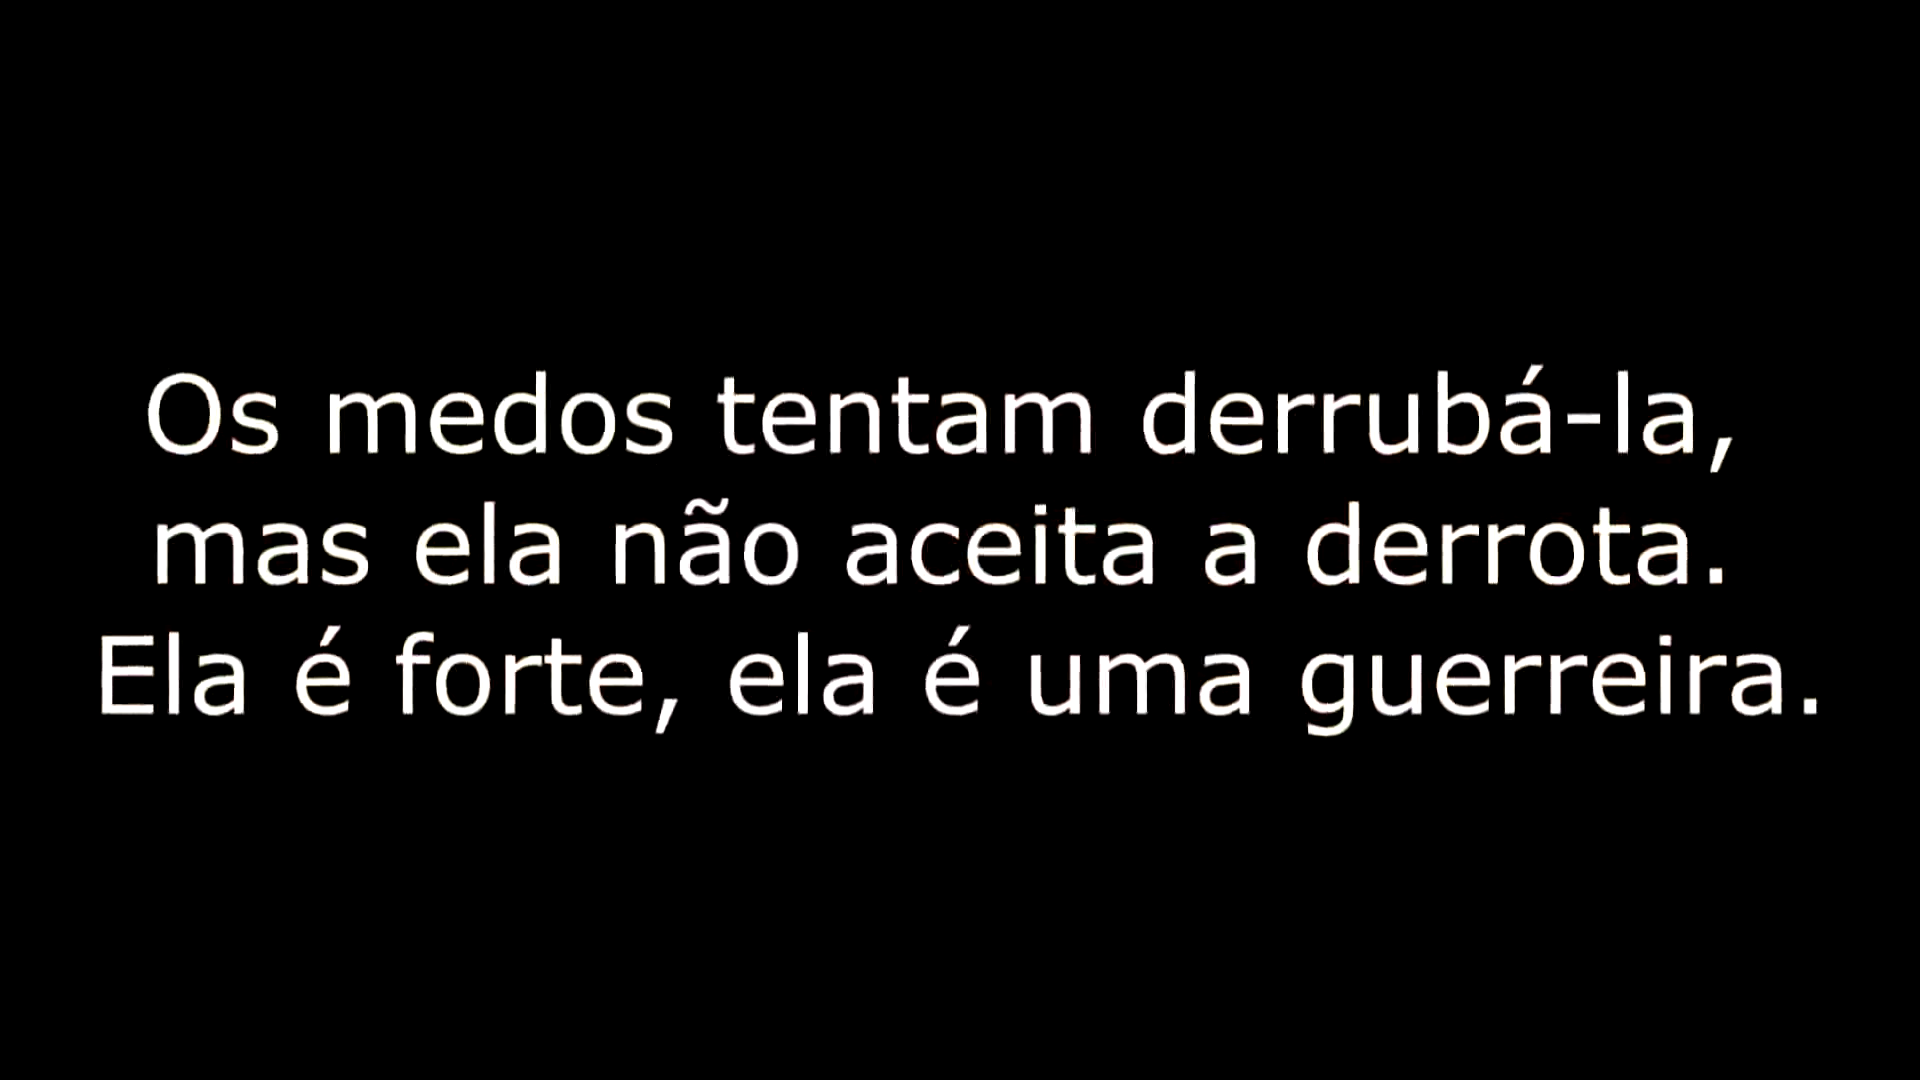 Os medos tentam derrubá-la,
mas ela não aceita a derrota.
Ela é forte, ela é uma guerreira.